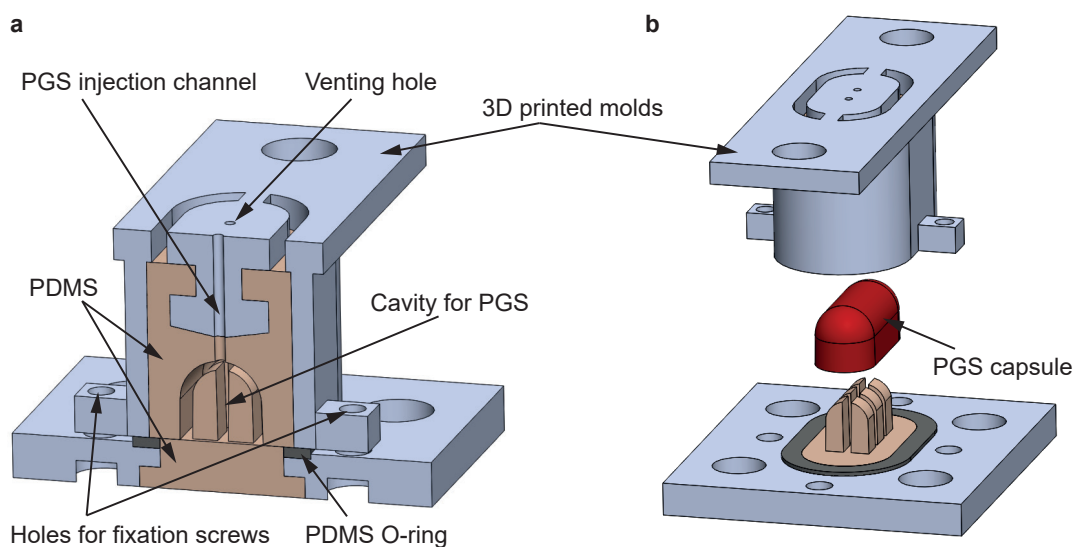 a
b
PGS injection channel
Venting hole
3D printed molds
PDMS
Cavity for PGS
PGS capsule
Holes for fixation screws
PDMS O-ring